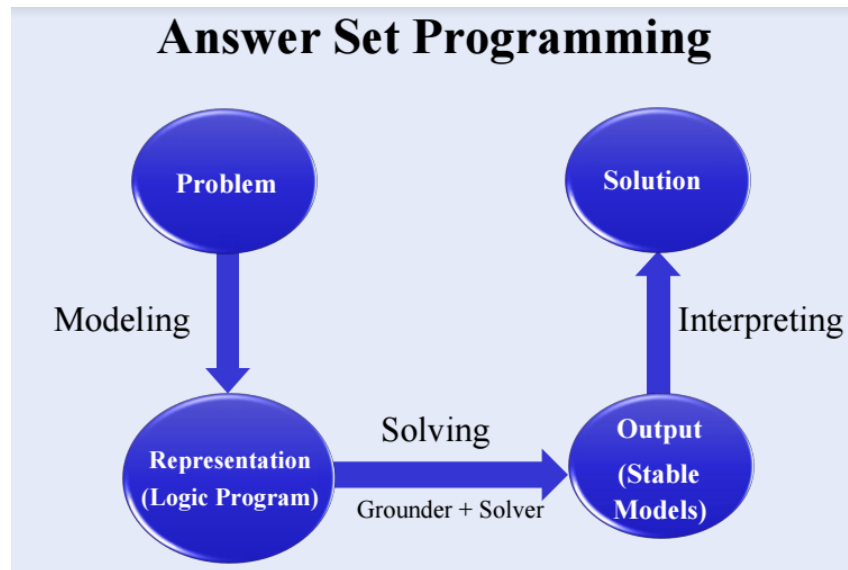 Answer Set Programming
Problem
Solution
Modeling
Interpreting
Representation
(Logic Program)
Solving
Grounder + Solver
Output
(Stable
Models)